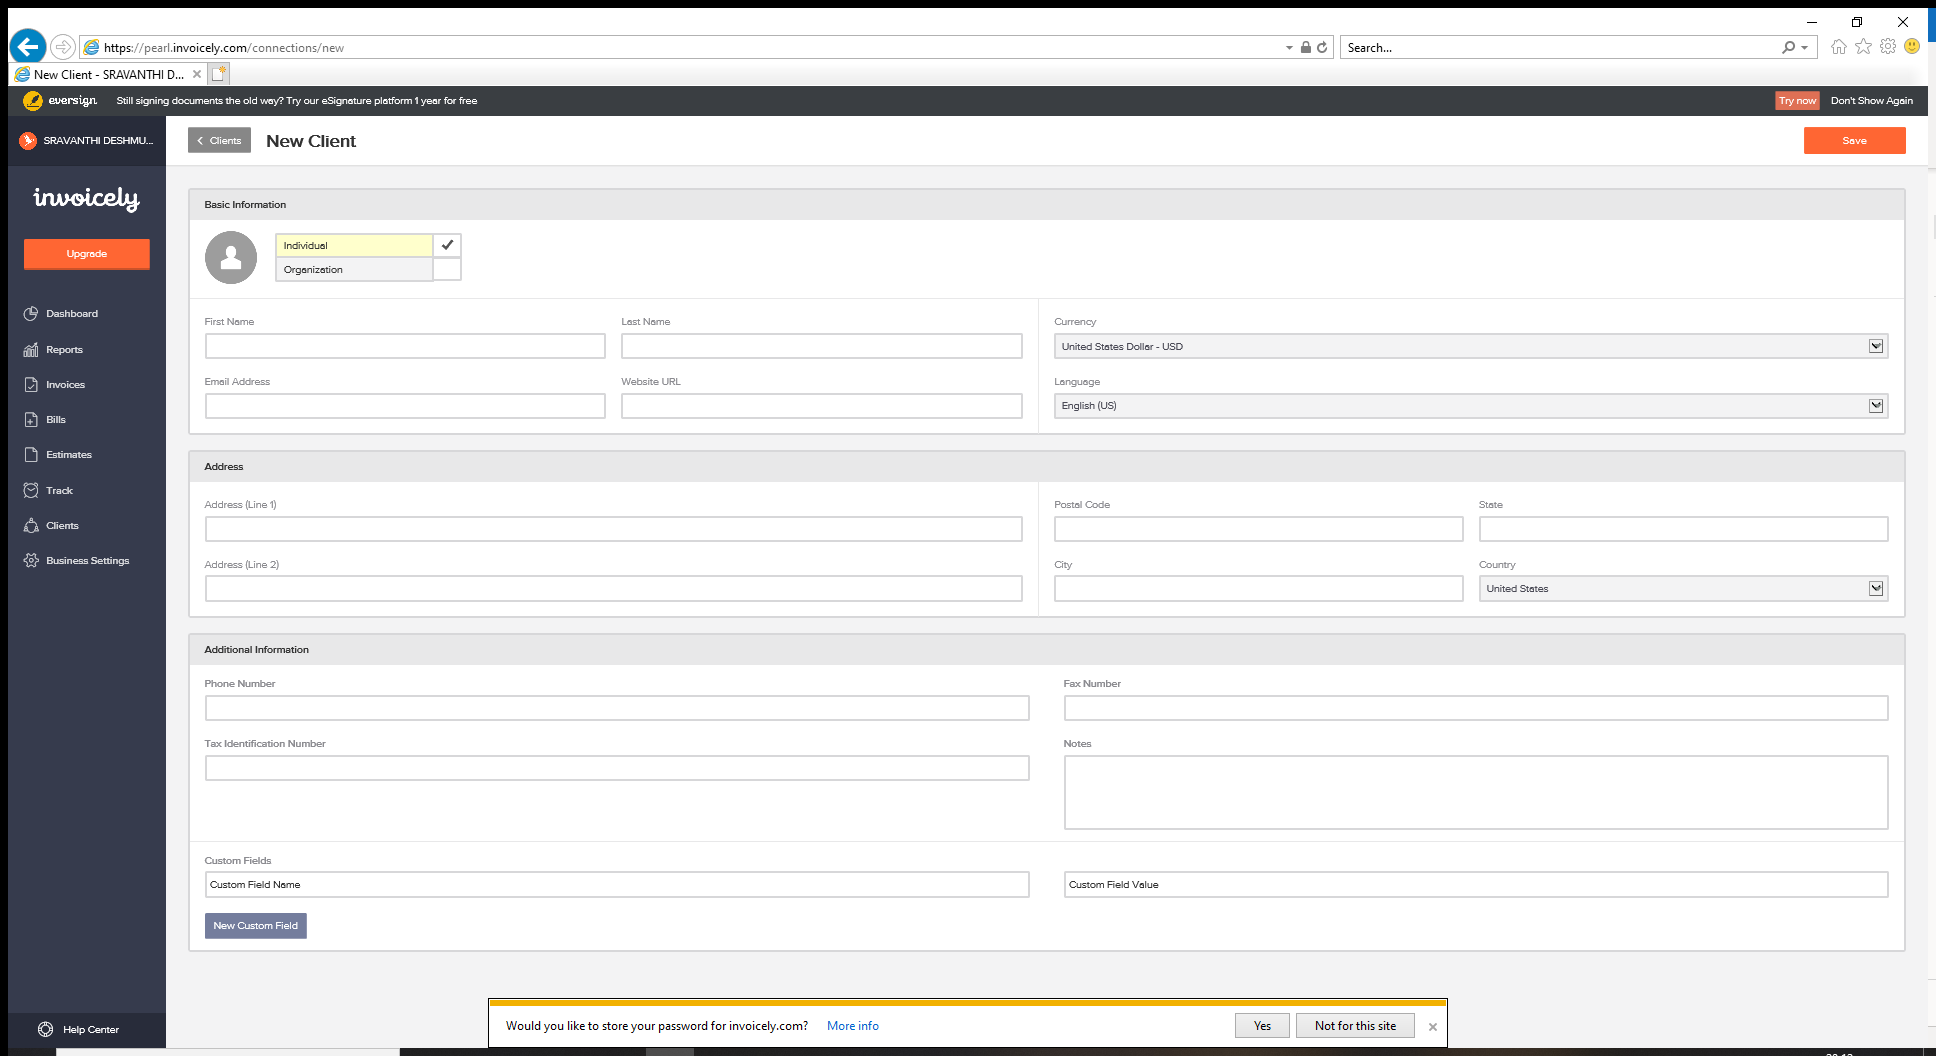 https://pearl.invoicely.com/connections/new
Search...
New Client - SRAVANTHI D...
eversign
Still signing documents the old way? Try our eSignature platform 1 year for free
Try now
Don't Show Again
SRAVANTHI DESHMU...
Clients
New Client
Save
invoicely
Upgrade
Dashboard
Reports
Invoices
Bills
Estimates
Track
Clients
Business Settings
Help Center
Basic Information
Individual
Organization
First Name
Last Name
Currency
United States Dollar - USD
Email Address
Website URL
Language
English (US)
Address
Address (Line 1)
Postal Code
State
Address (Line 2)
City
Country
United States
Additional Information
Phone Number
Fax Number
Tax Identification Number
Notes
Custom Fields
Custom Field Name
Custom Field Value
New Custom Field
Would you like to store your password for invoicely.com?
More info
Yes
Not for this site